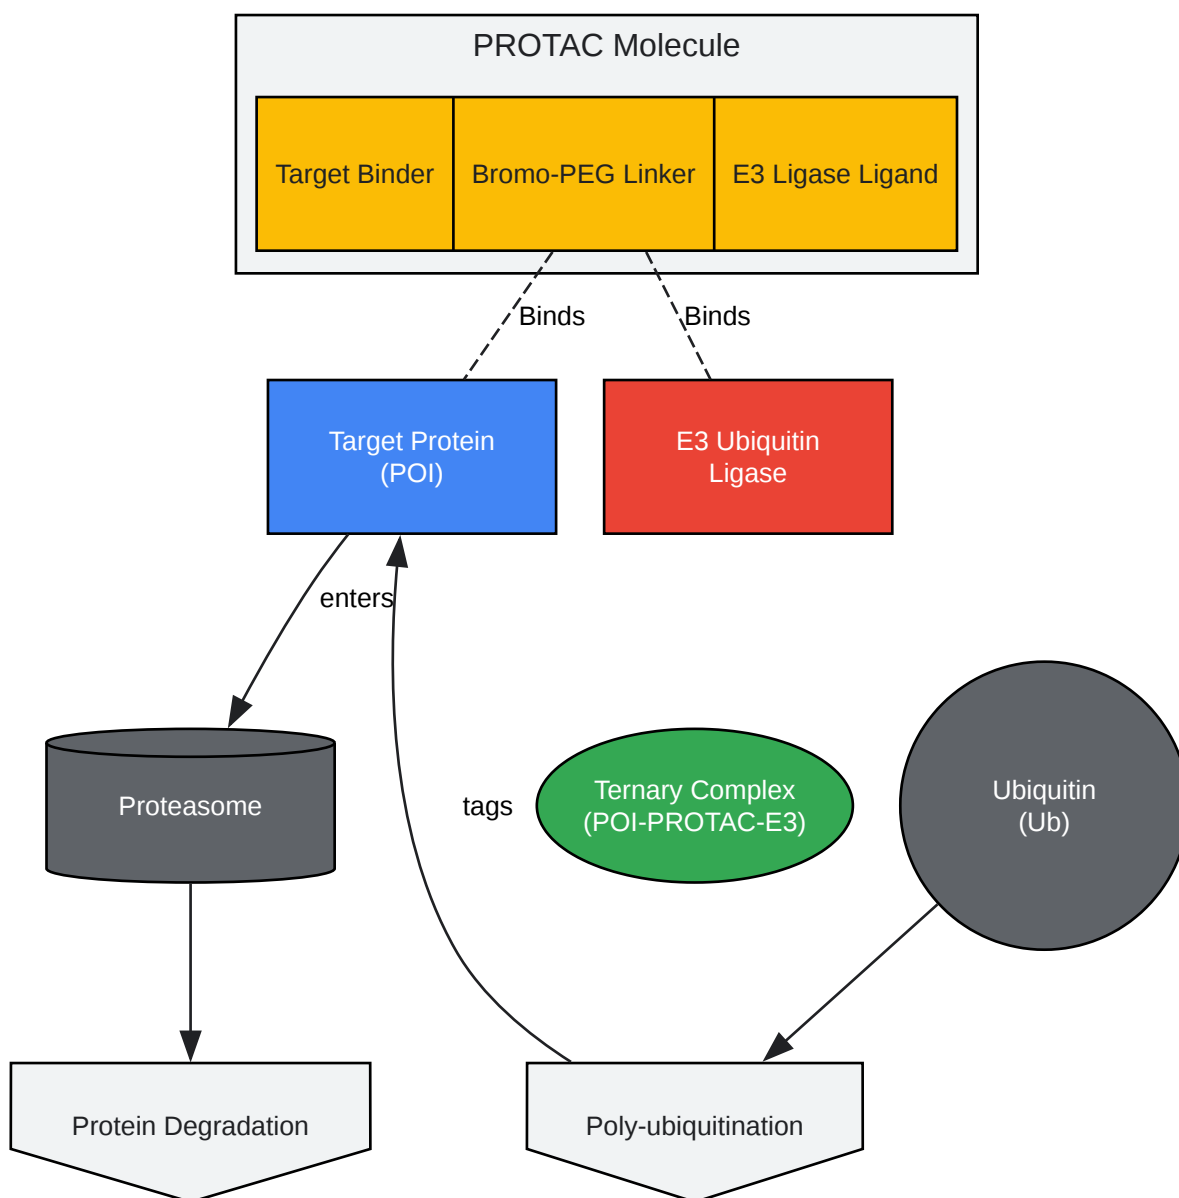 PROTAC Molecule
Target Binder
Bromo-PEG Linker
E3 Ligase Ligand
Binds
Binds
Target Protein
(POI)
E3 Ubiquitin
Ligase
enters
Proteasome
tags
Ternary Complex
(POI-PROTAC-E3)
Ubiquitin
(Ub)
Protein Degradation
Poly-ubiquitination